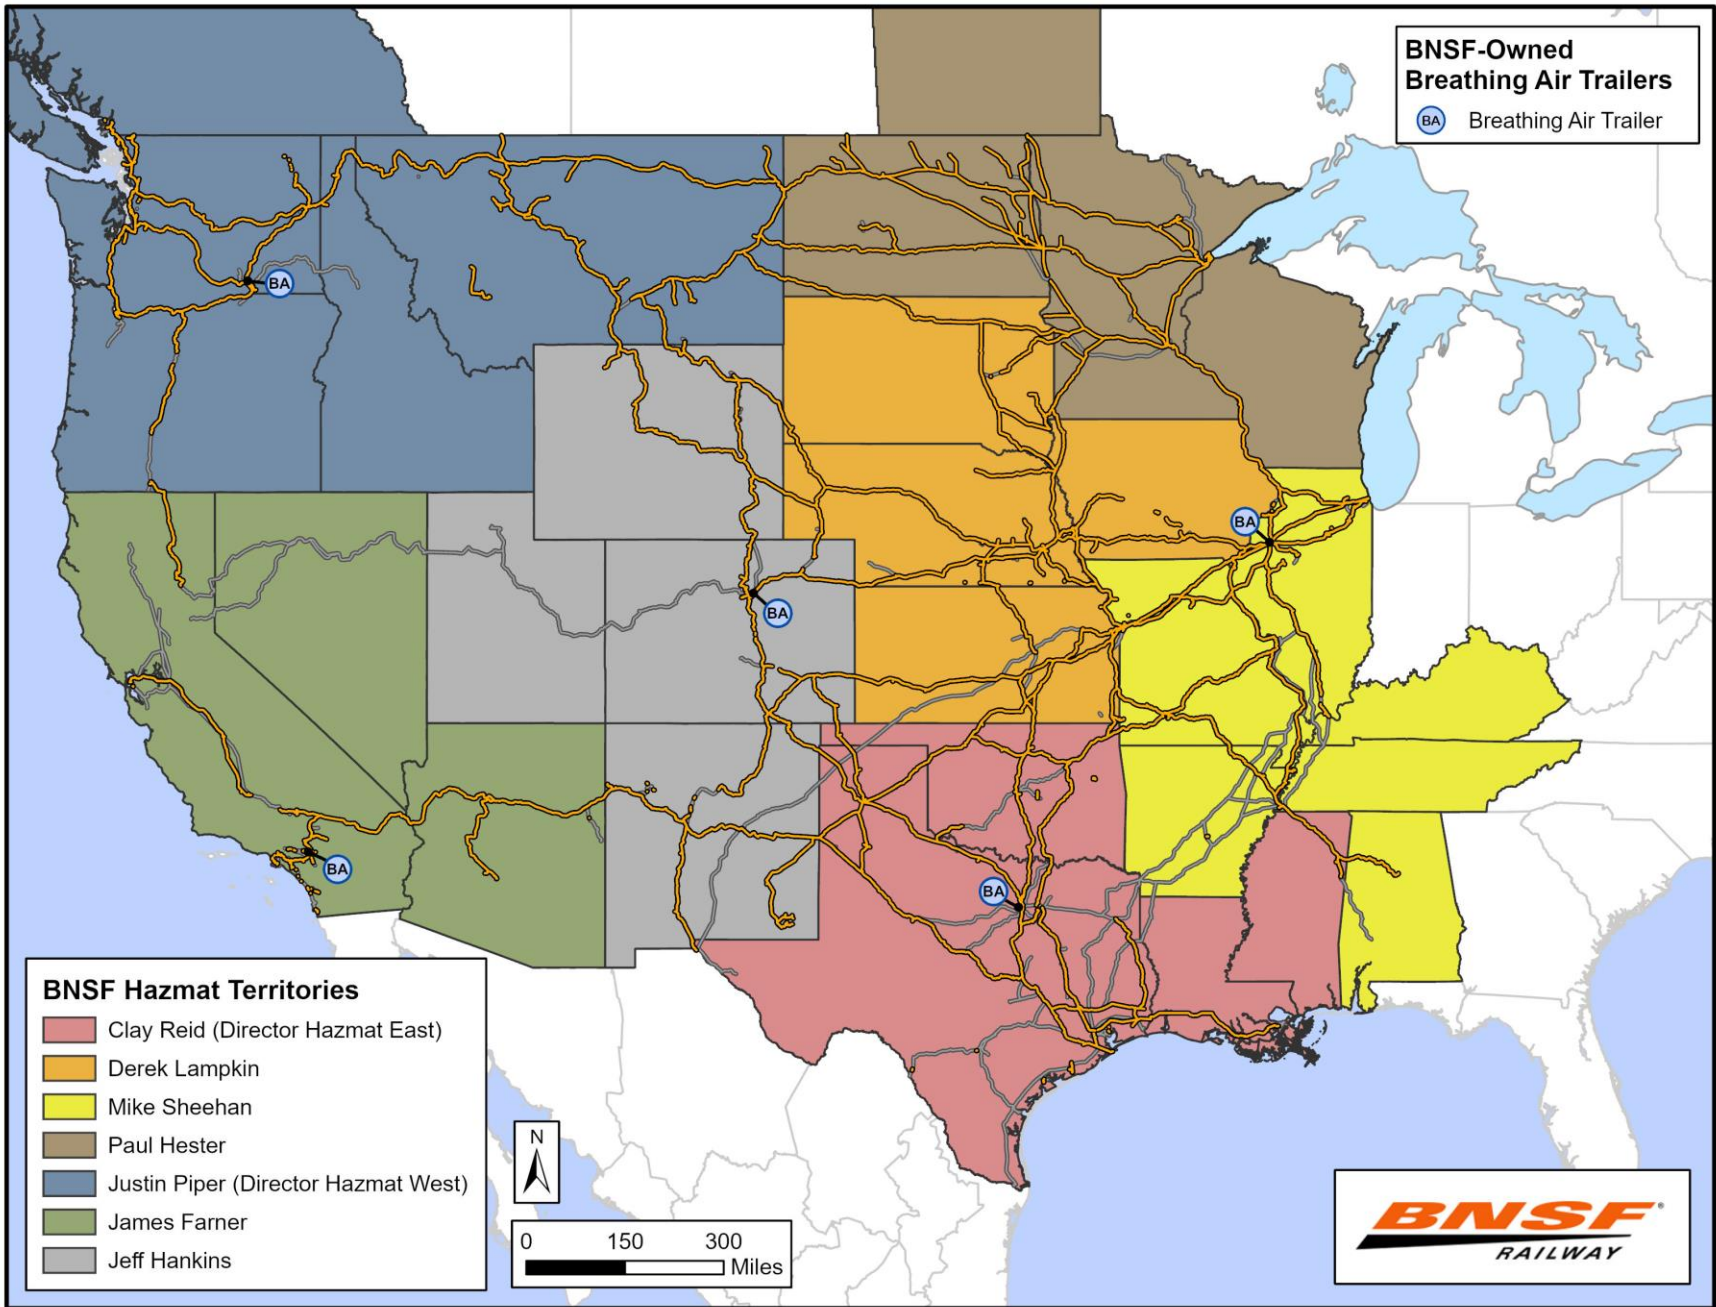 BNSF-Owned
Breathing Air Trailers
BA Breathing Air Trailer
BA
BA
BA
BA
BA
BNSF Hazmat Territories
Clay Reid (Director Hazmat East)
Derek Lampkin
Mike Sheehan
Paul Hester
Justin Piper (Director Hazmat West)
James Farner
Jeff Hankins
N
0 150 300
Miles
BNSF®
RAILWAY